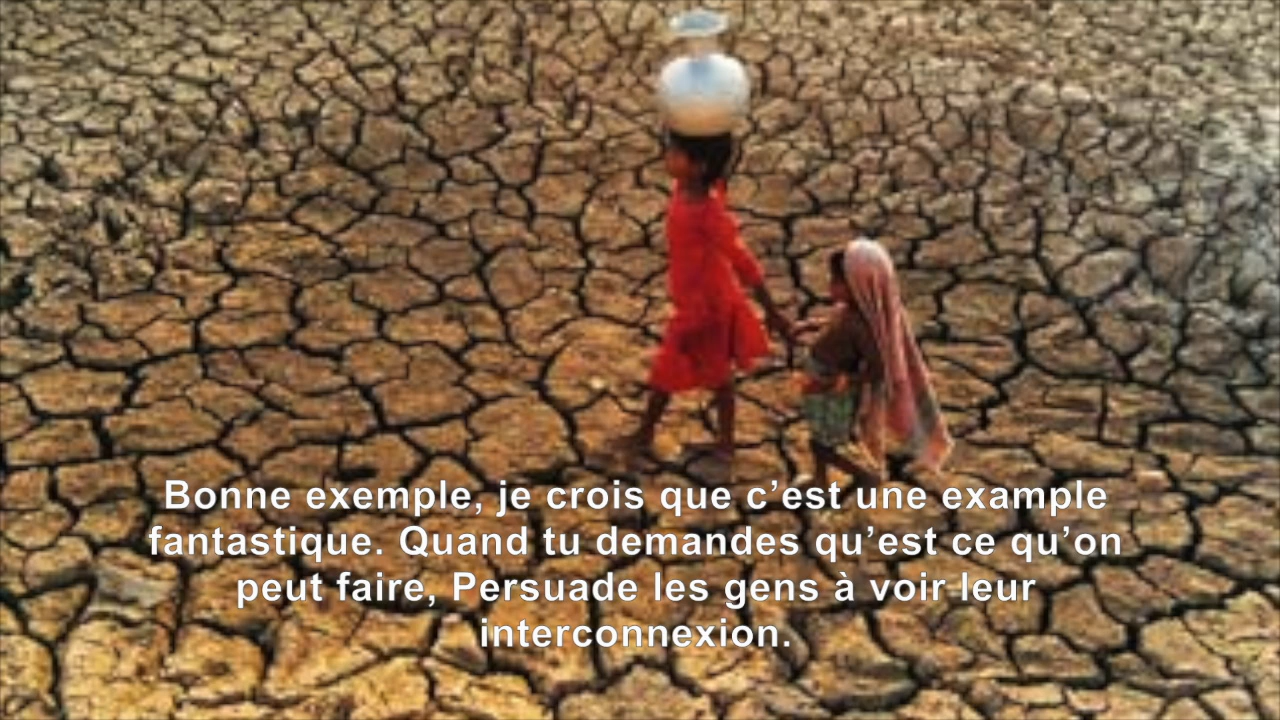 Bonne exemple, je crois que c’est une example
fantastique. Quand tu demandes qu’est ce qu’on
peut faire, Persuade les gens à voir leur
interconnexion.